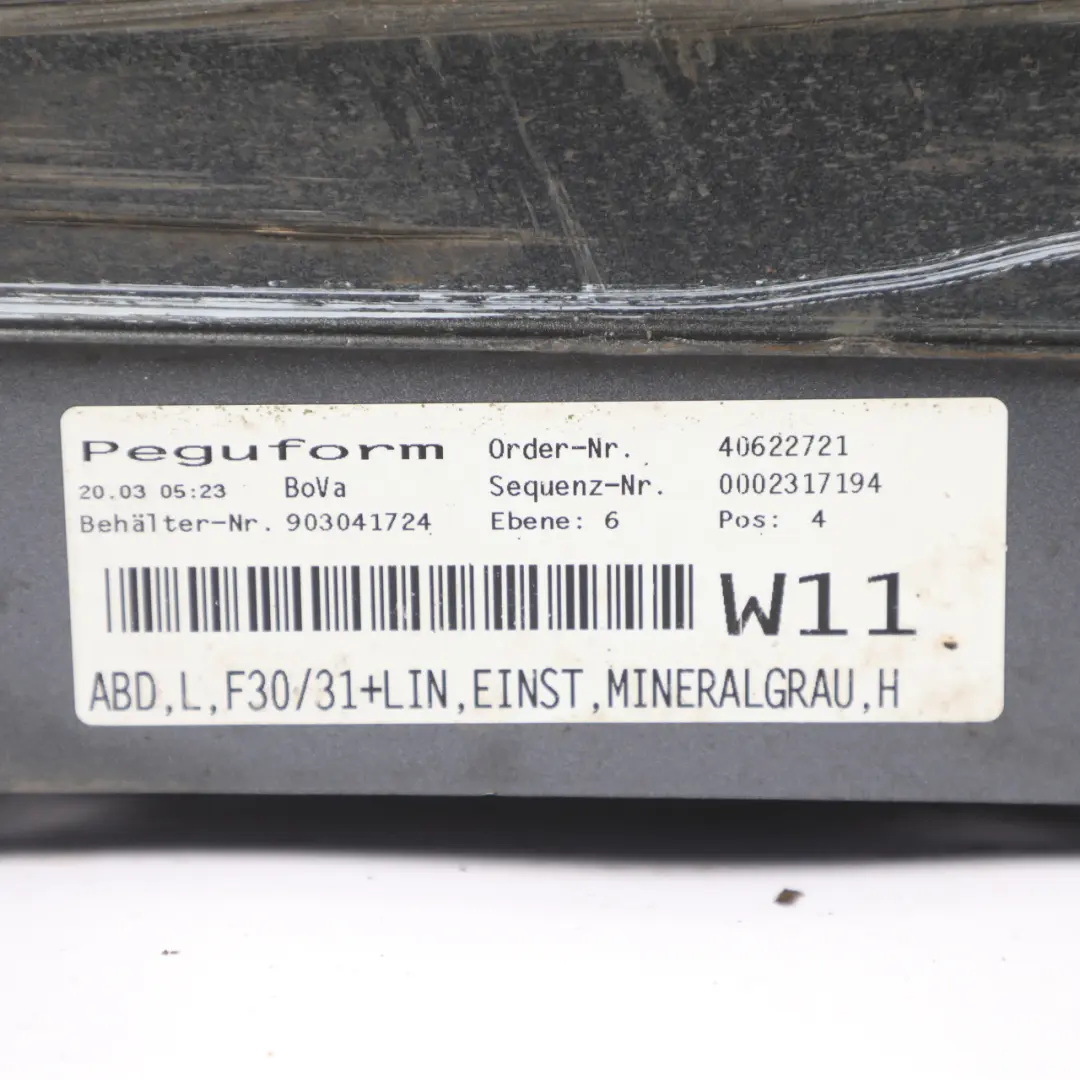 Peguform Order-Nr. 40622721
20.03 05:23 BoVa Sequenz-Nr. 0002317194
Behälter-Nr. 903041724 Ebene: 6 Pos: 4
W11
ABD,L,F30/31+LIN,EINST,MINERALGRAU,H